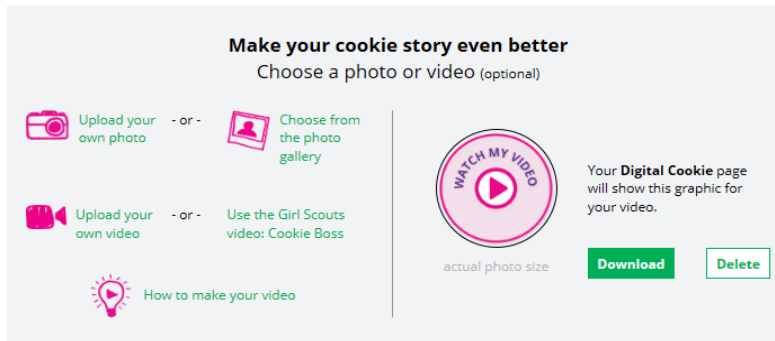 Make your cookie story even better
Choose a photo or video (optional)
Upload your own photo
- or -
Choose from the photo gallery
Upload your own video
- or -
Use the Girl Scouts video: Cookie Boss
How to make your video
WATCH MY VIDEO
actual photo size
Your Digital Cookie page
will show this graphic for
your video.
Download
Delete